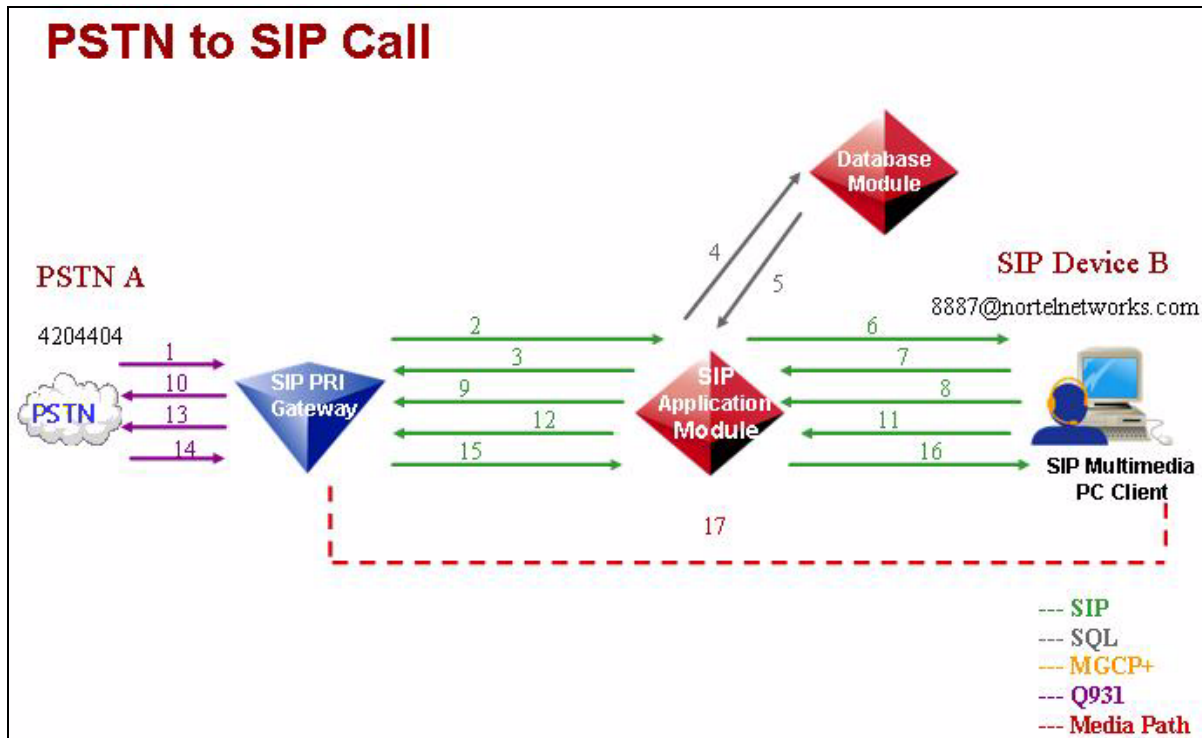 PSTN to SIP Call
Database
Module
4
5
PSTN A
4204404
SIP Device B
8887@nortelnetworks.com
1
10
13
14
PSTN
SIP PRI
Gateway
2
3
9
12
15
SIP
Application
Module
6
7
8
11
16
SIP Multimedia
PC Client
17
--- SIP
--- SQL
--- MGCP+
--- Q931
--- Media Path